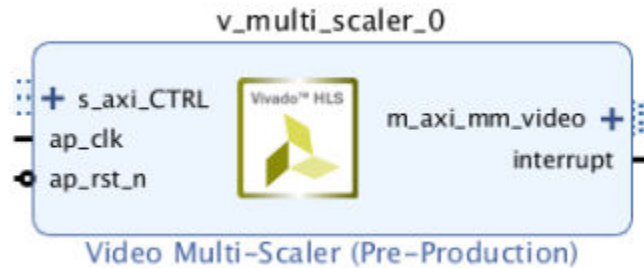 v_multi_scaler_0
s_axi_CTRL
ap_clk
ap_rst_n
Vivado™ HLS
m_axi_mm_video
interrupt
Video Multi-Scaler (Pre-Production)